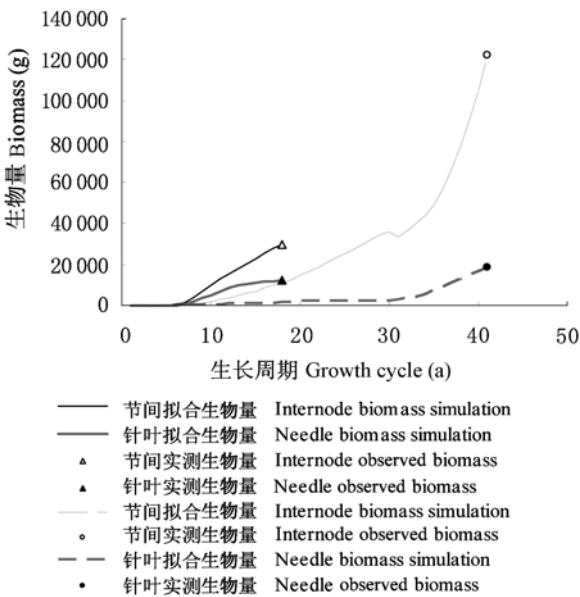 140 000
120 000
100 000
80 000
60 000
40 000
20 000
0
生物量 Biomass (g)
0 10 20 30 40 50
生长周期 Growth cycle (a)
节间拟合生物量 Internode biomass simulation
针叶拟合生物量 Needle biomass simulation
节间实测生物量 Internode observed biomass
针叶实测生物量 Needle observed biomass
节间拟合生物量 Internode biomass simulation
节间实测生物量 Internode observed biomass
针叶拟合生物量 Needle biomass simulation
针叶实测生物量 Needle observed biomass